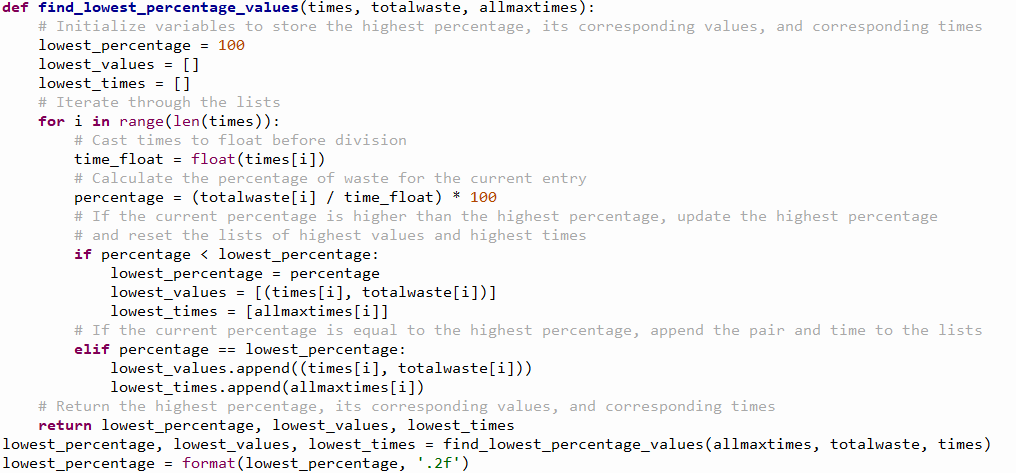 def find_lowest_percentage_values(times, totalwaste, allmaxtimes):
    # Initialize variables to store the highest percentage, its corresponding values, and corresponding times
    lowest_percentage = 100
    lowest_values = []
    lowest_times = []
    # Iterate through the lists
    for i in range(len(times)):
        # Cast times to float before division
        time_float = float(times[i])
        # Calculate the percentage of waste for the current entry
        percentage = (totalwaste[i] / time_float) * 100
        # If the current percentage is higher than the highest percentage, update the highest percentage
        # and reset the lists of highest values and highest times
        if percentage < lowest_percentage:
            lowest_percentage = percentage
            lowest_values = [(times[i], totalwaste[i])]
            lowest_times = [allmaxtimes[i]]
        # If the current percentage is equal to the highest percentage, append the pair and time to the lists
        elif percentage == lowest_percentage:
            lowest_values.append((times[i], totalwaste[i]))
            lowest_times.append(allmaxtimes[i])
    # Return the highest percentage, its corresponding values, and corresponding times
    return lowest_percentage, lowest_values, lowest_times
lowest_percentage, lowest_values, lowest_times = find_lowest_percentage_values(allmaxtimes, totalwaste, times)
lowest_percentage = format(lowest_percentage, '.2f')